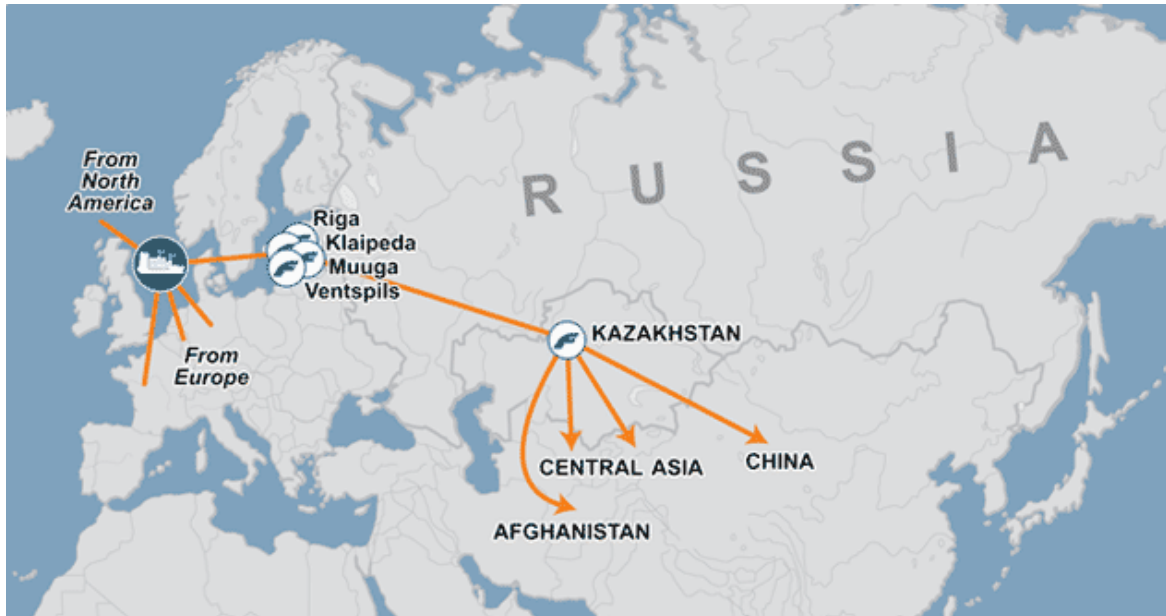 RUSSIA
From
North
America
Riga
Klaipeda
Muuga
Ventspils
KAZAKHSTAN
From
Europe
CENTRAL ASIA
CHINA
AFGHANISTAN